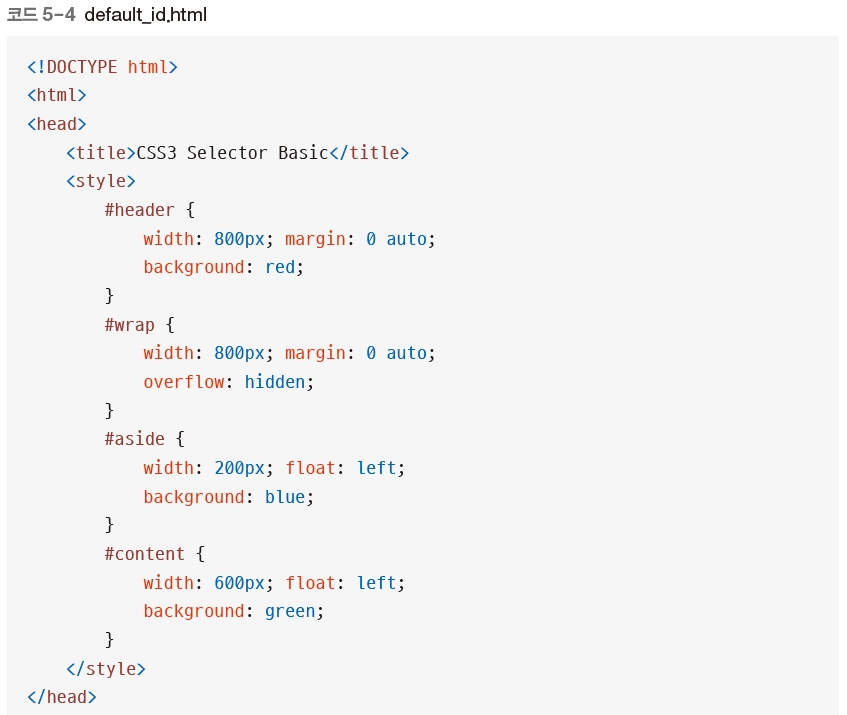 코드 5-4 default_id.html
<!DOCTYPE html>
<html>
<head>
    <title>CSS3 Selector Basic</title>
    <style>
        #header {
            width: 800px; margin: 0 auto;
            background: red;
        }
        #wrap {
            width: 800px; margin: 0 auto;
            overflow: hidden;
        }
        #aside {
            width: 200px; float: left;
            background: blue;
        }
        #content {
            width: 600px; float: left;
            background: green;
        }
    </style>
</head>